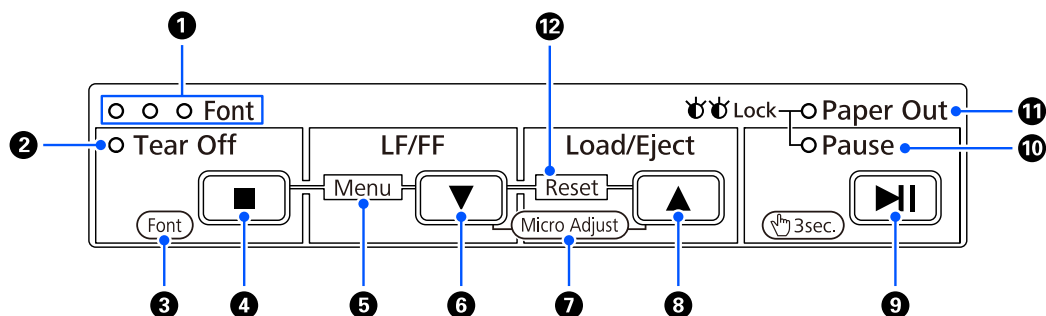 1 12
Font Lock Paper Out 11
2 Tear Off LF/FF Load/Eject Pause 10
Menu Reset
Font Micro Adjust 3sec.
3 4 5 6 7 8 9